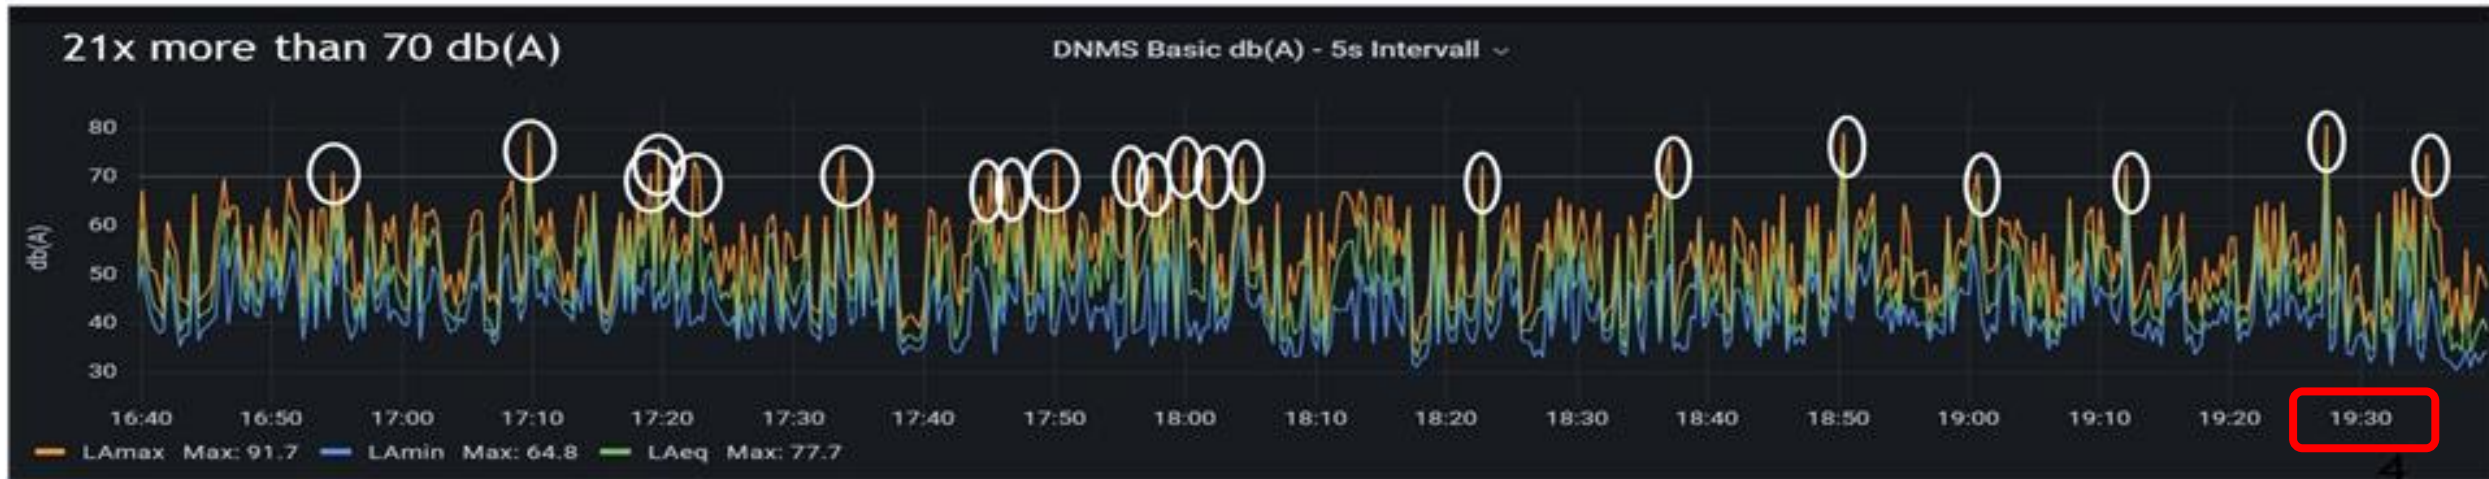 21x more than 70 db(A)
DNMS Basic db(A) - 5s Intervall
80
70
60
50
40
30
db(A)
16:40 16:50 17:00 17:10 17:20 17:30 17:40 17:50 18:00 18:10 18:20 18:30 18:40 18:50 19:00 19:10 19:20 19:30
LAmax Max: 91.7 LAmin Max: 64.8 LAeq Max: 77.7
4